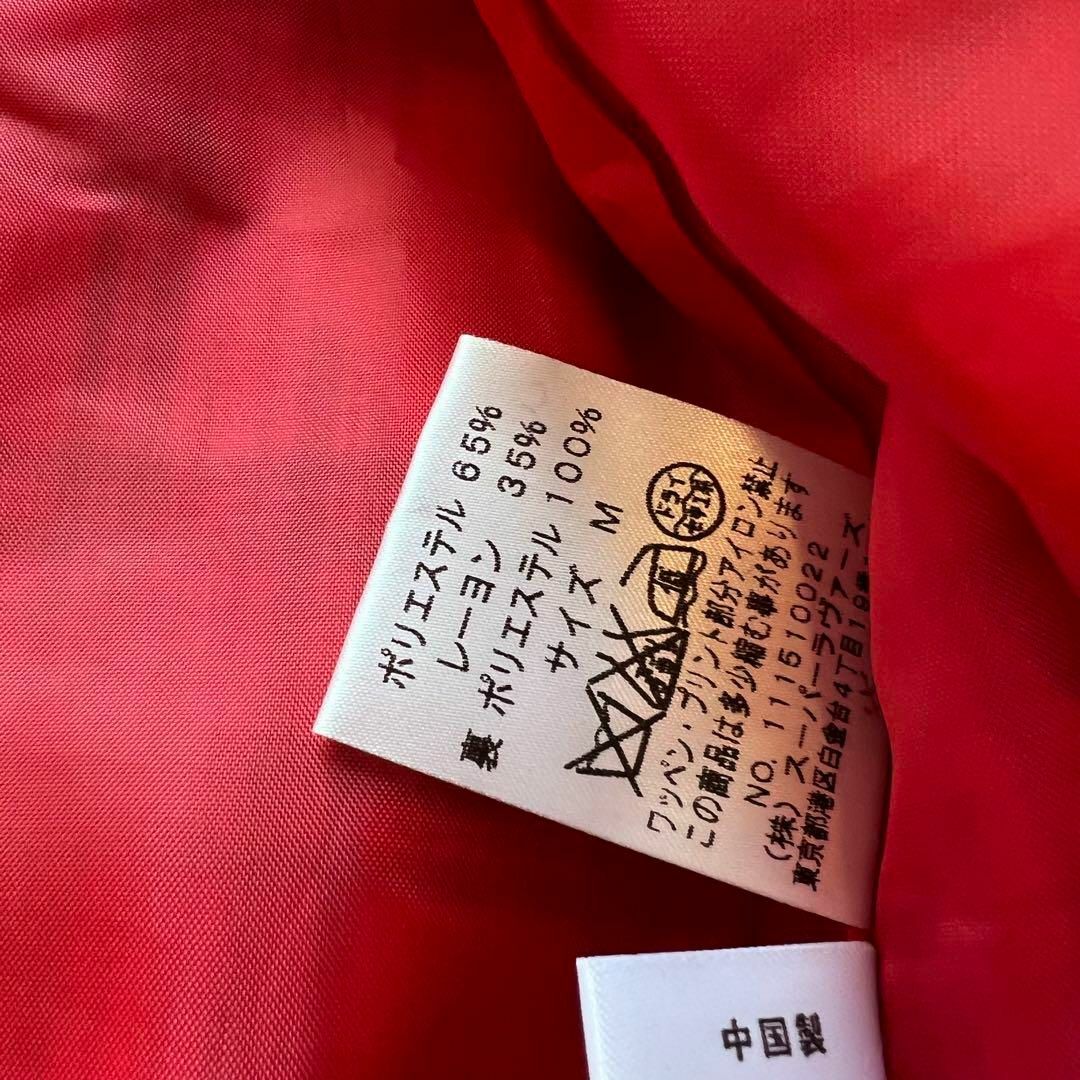 ポリエステル 65%
レーヨン 35%
裏 ポリエステル 100%
サイズ M
ドライ
ワッペン・プリント部分アイロン禁止
この商品は多少縮む事があります
NO. 111510022
(株) スーパーラヴァーズ
東京都港区白金台4丁目19
中国製